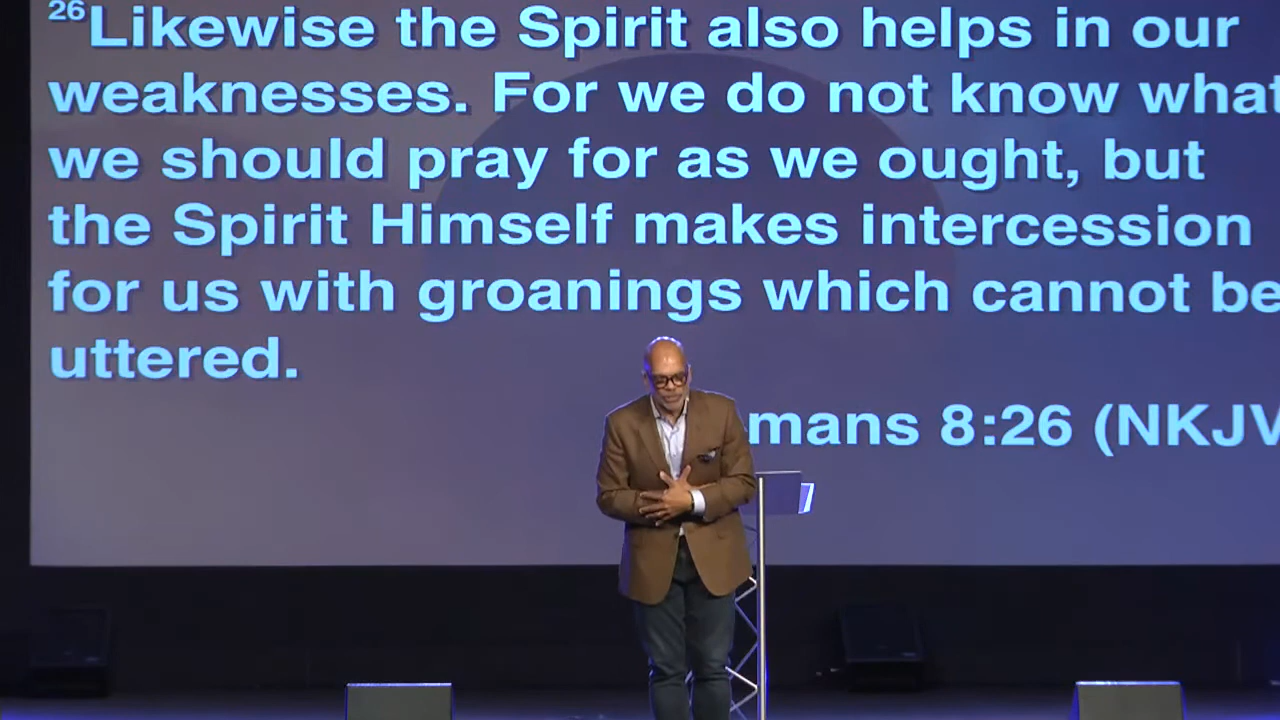 26Likewise the Spirit also helps in our
weaknesses. For we do not know what
we should pray for as we ought, but
the Spirit Himself makes intercession
for us with groanings which cannot be
uttered.
mans 8:26 (NKJV